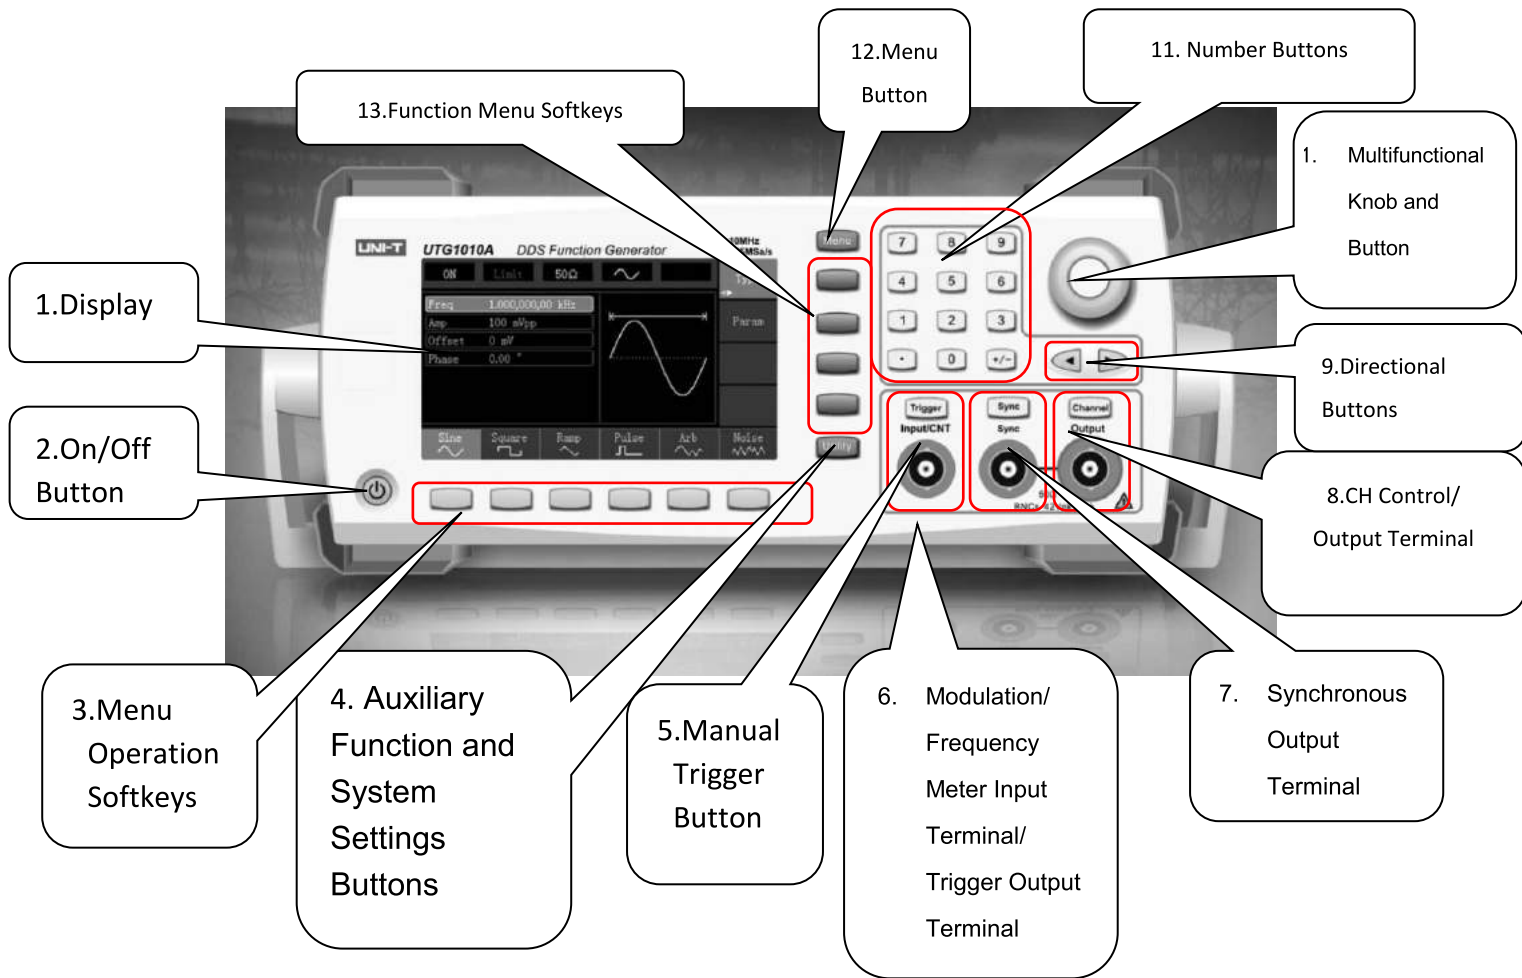 12.Menu
Button
11. Number Buttons
13.Function Menu Softkeys
1. Multifunctional
Knob and
Button
UNI-T UTG1010A DDS Function Generator
10MHz
MSa/s
Menu
7 8 9
4 5 6
1 2 3
. 0 +/-
ON Limit 50Ω
Freq 1.000,000,00 kHz
Amp 100 mVpp
Offset 0 mV
Phase 0.00 °
Param
Sine Square Ramp Pulse Arb Noise
Utility
Trigger Sync Channel
Input/CNT Sync Output
1.Display
2.On/Off
Button
9.Directional
Buttons
8.CH Control/
Output Terminal
3.Menu
Operation
Softkeys
4. Auxiliary
Function and
System
Settings
Buttons
5.Manual
Trigger
Button
6. Modulation/
Frequency
Meter Input
Terminal/
Trigger Output
Terminal
7. Synchronous
Output
Terminal